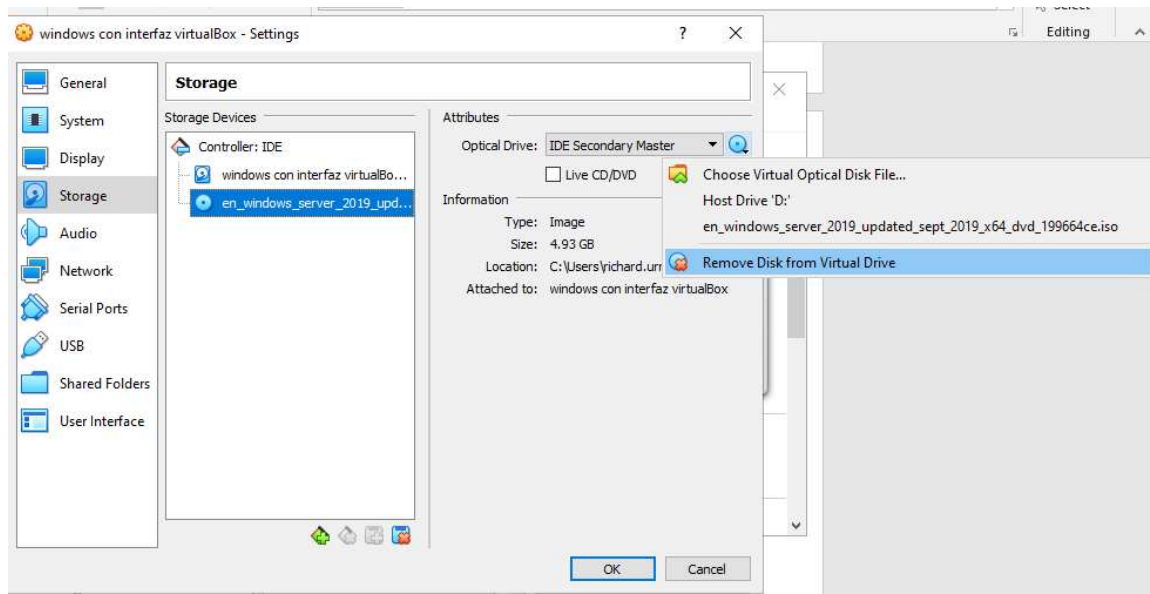 Select
Editing
windows con interfaz virtualBox - Settings
?
General
System
Display
Storage
Audio
Network
Serial Ports
USB
Shared Folders
User Interface
Storage
Storage Devices
Controller: IDE
windows con interfaz virtualBo...
en_windows_server_2019_upd...
Attributes
Optical Drive: IDE Secondary Master
Live CD/DVD
Information
Type: Image
Size: 4.93 GB
Location: C:\Users\richard.urr
Attached to: windows con interfaz virtualBox
Choose Virtual Optical Disk File...
Host Drive 'D:'
en_windows_server_2019_updated_sept_2019_x64_dvd_199664ce.iso
Remove Disk from Virtual Drive
OK
Cancel